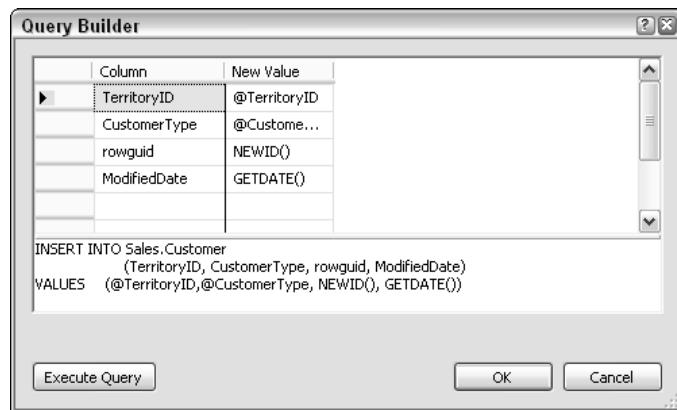 Query Builder
Column New Value
TerritoryID @TerritoryID
CustomerType @Custome...
rowguid NEWID()
ModifiedDate GETDATE()
INSERT INTO Sales.Customer
(TerritoryID, CustomerType, rowguid, ModifiedDate)
VALUES (@TerritoryID,@CustomerType, NEWID(), GETDATE())
Execute Query OK Cancel